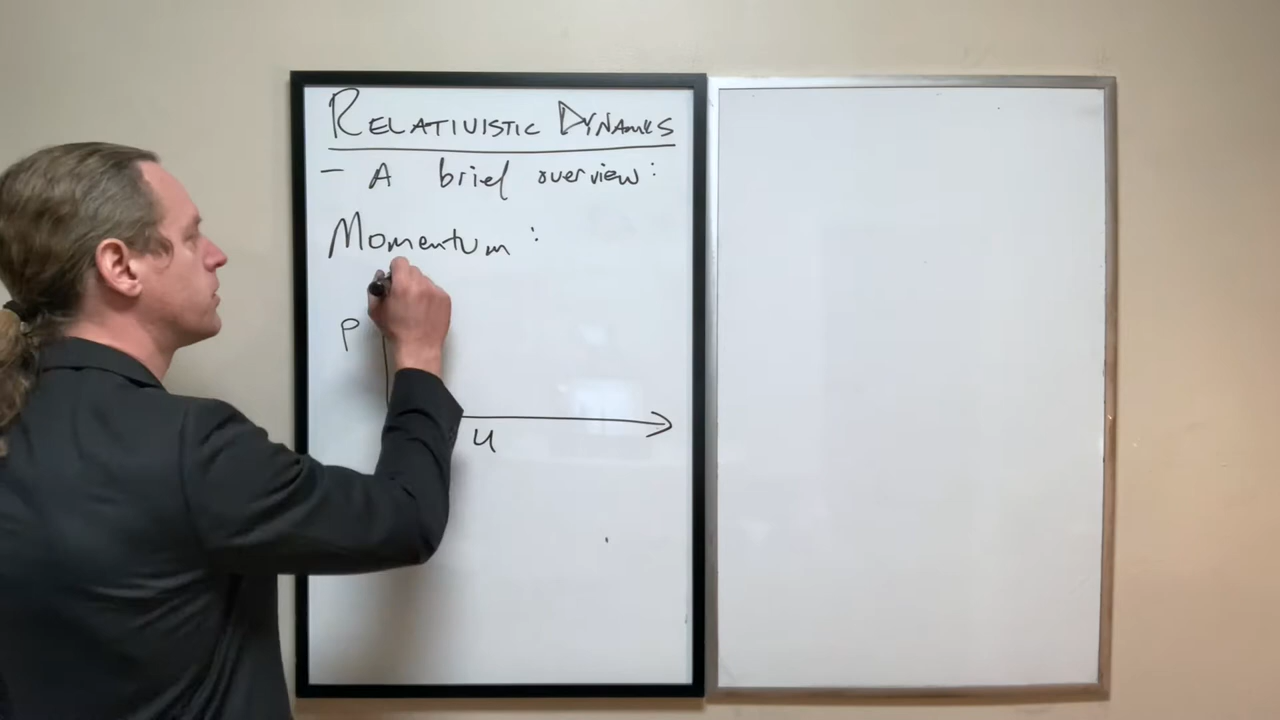 RELATIVISTIC DYNAMICS
- A brief overview:
Momentum:
P
u